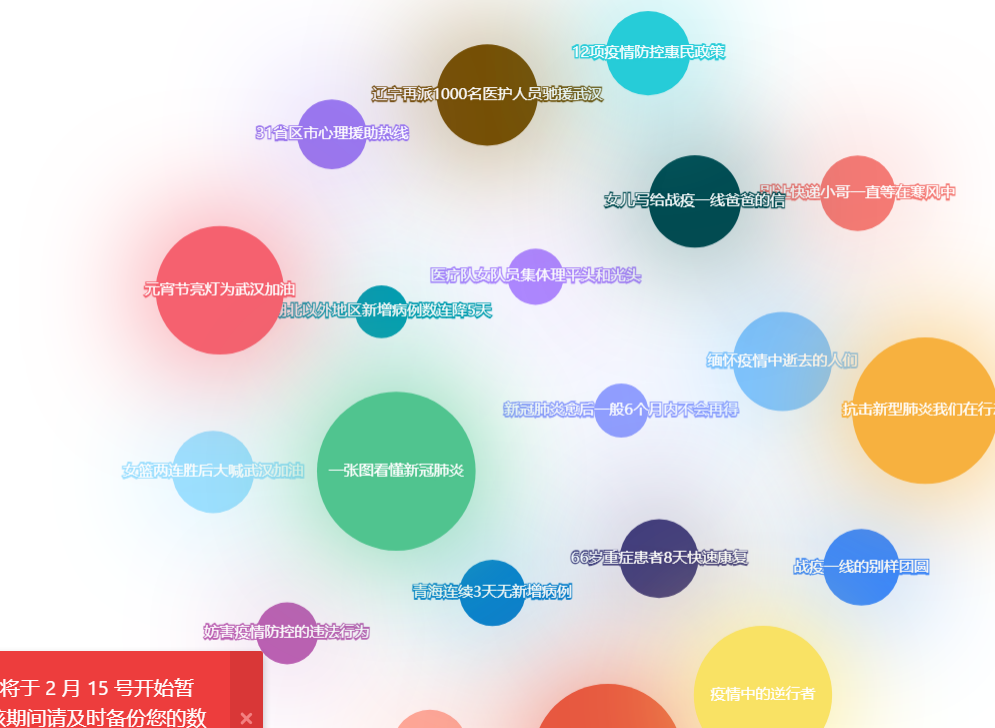 12项疫情防控惠民政策
辽宁再派1000名医护人员驰援武汉
31省区市心理援助热线
别让快递小哥一直等在寒风中
女儿写给战疫一线爸爸的信
医疗队女队员集体理平头和光头
元宵节亮灯为武汉加油
北以外地区新增病例数连降5天
缅怀疫情中逝去的人们
新冠肺炎愈后一般6个月内不会再得
抗击新型肺炎我们在行
女篮两连胜后大喊武汉加油
一张图看懂新冠肺炎
66岁重症患者8天快速康复
战疫一线的别样团圆
青海连续3天无新增病例
妨害疫情防控的违法行为
将于 2 月 15 号开始暂
疫情中的逆行者
期间请及时备份您的数